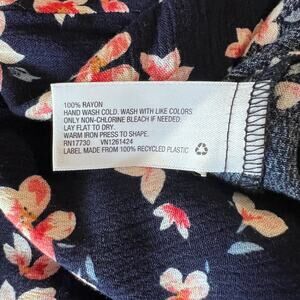 100% RAYON
HAND WASH COLD. WASH WITH LIKE COLORS.
ONLY NON-CHLORINE BLEACH IF NEEDED.
LAY FLAT TO DRY.
WARM IRON PRESS TO SHAPE.
RN17730 VN1261424
LABEL MADE FROM 100% RECYCLED PLASTIC